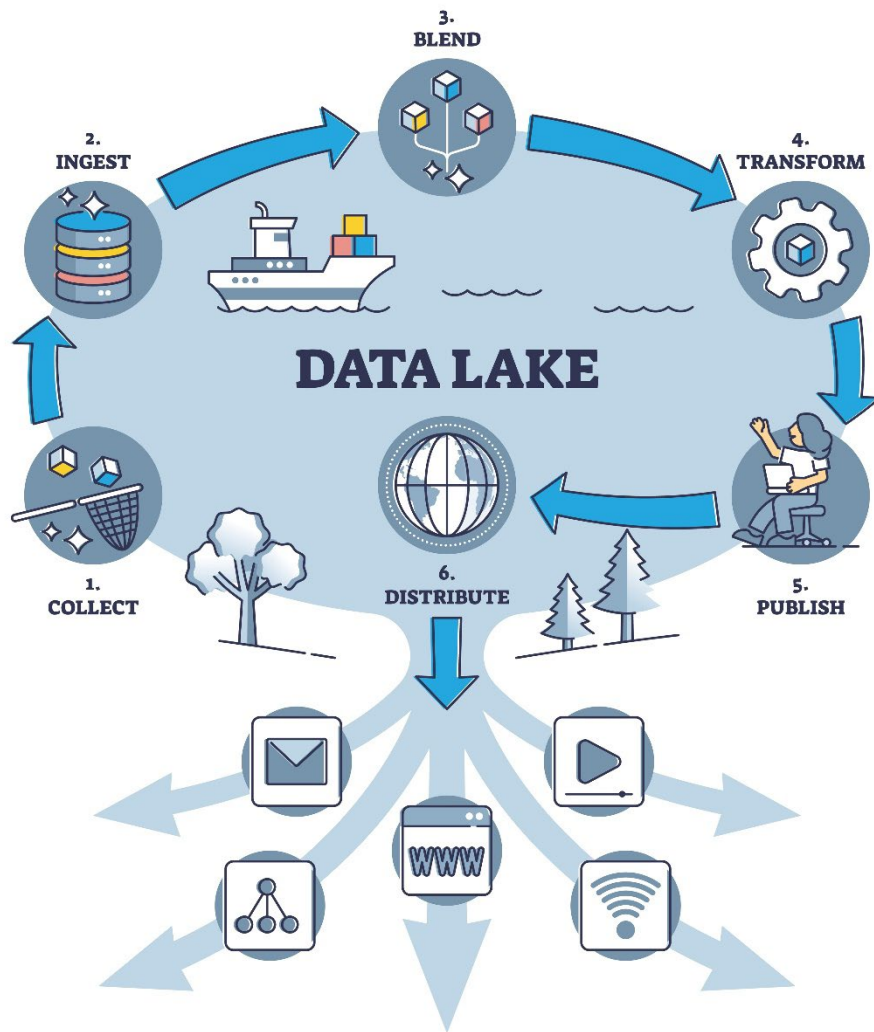 3.
BLEND
2.
INGEST
4.
TRANSFORM
DATA LAKE
1.
COLLECT
6.
DISTRIBUTE
5.
PUBLISH
WWW